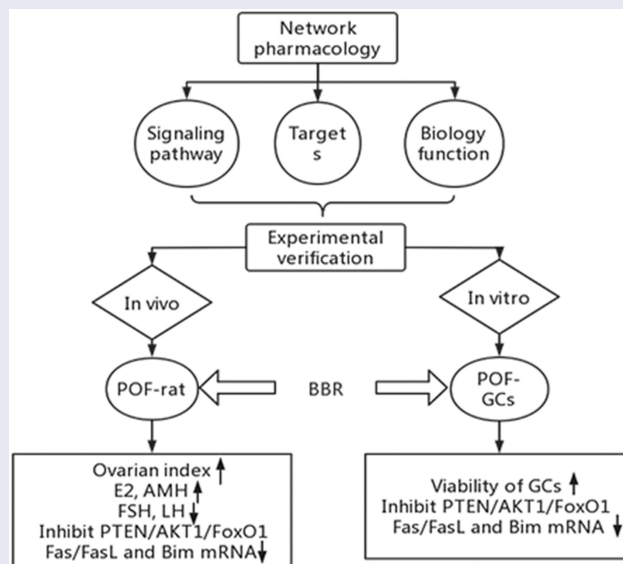 Network
pharmacology
Signaling
pathway
Target
s
Biology
function
Experimental
verification
In vivo
In vitro
POF-rat
BBR
POF-
GCs
Ovarian index↑
E2, AMH↑
FSH, LH↓
Inhibit PTEN/AKT1/FoxO1
Fas/FasL and Bim mRNA↓
Viability of GCs↑
Inhibit PTEN/AKT1/FoxO1
Fas/FasL and Bim mRNA↓